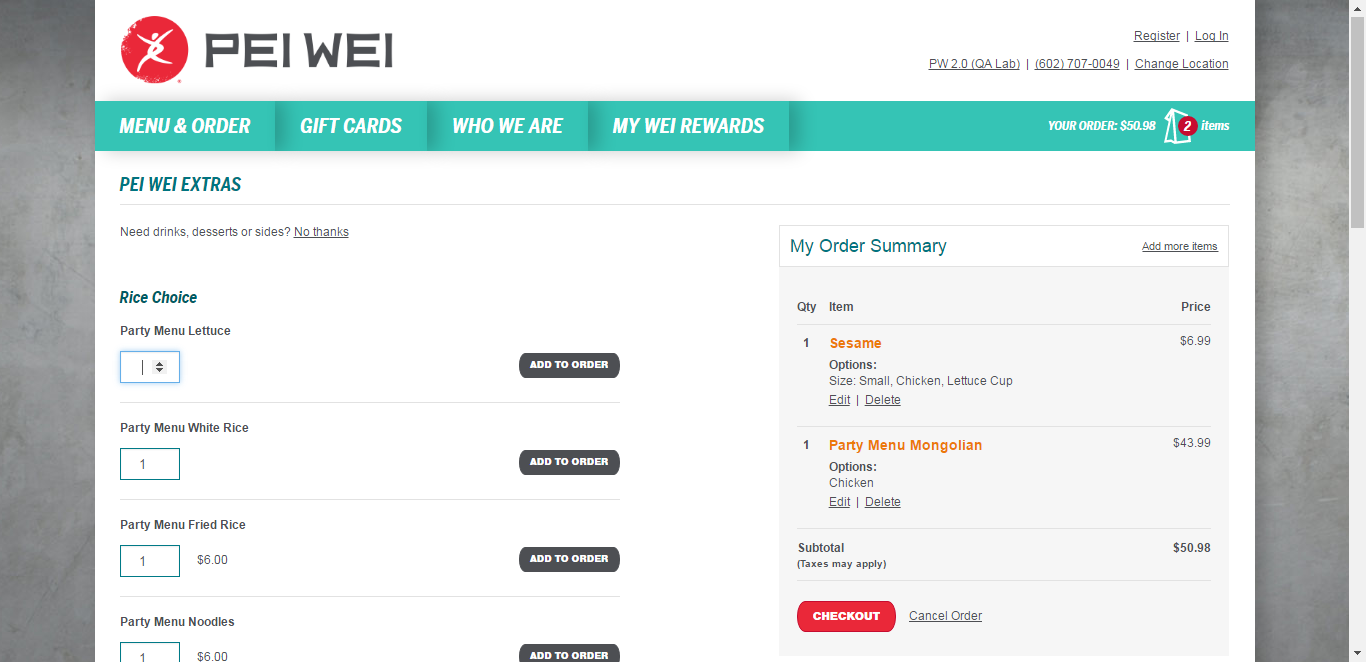 PEI WEI
Register | Log In
PW 2.0 (QA Lab) | (602) 707-0049 | Change Location
MENU & ORDER GIFT CARDS WHO WE ARE MY WEI REWARDS YOUR ORDER: $50.98 2 items
PEI WEI EXTRAS
Need drinks, desserts or sides? No thanks
Rice Choice
Party Menu Lettuce
ADD TO ORDER
Party Menu White Rice
1 ADD TO ORDER
Party Menu Fried Rice
1 $6.00 ADD TO ORDER
Party Menu Noodles
1 $6.00 ADD TO ORDER
My Order Summary Add more items
Qty Item Price
1 Sesame $6.99
Options:
Size: Small, Chicken, Lettuce Cup
Edit | Delete
1 Party Menu Mongolian $43.99
Options:
Chicken
Edit | Delete
Subtotal $50.98
(Taxes may apply)
CHECKOUT Cancel Order